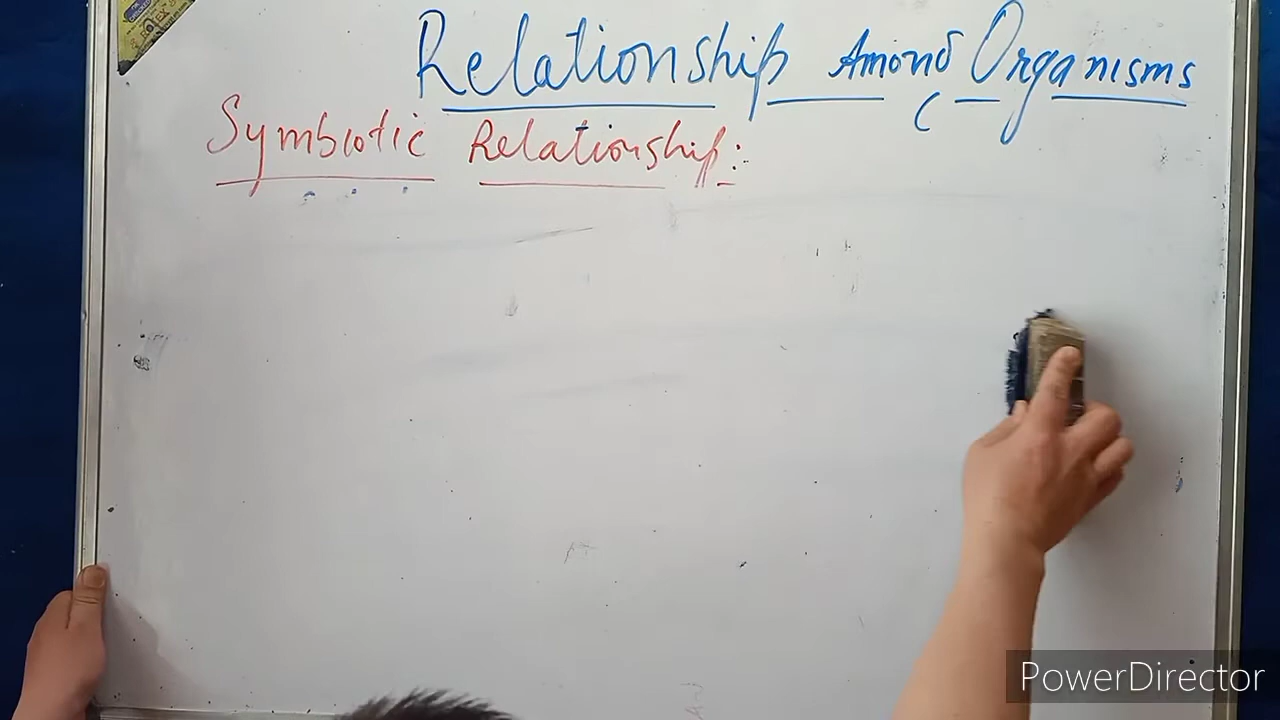 Relationship Among Organisms
Symbiotic Relationship:
PowerDirector